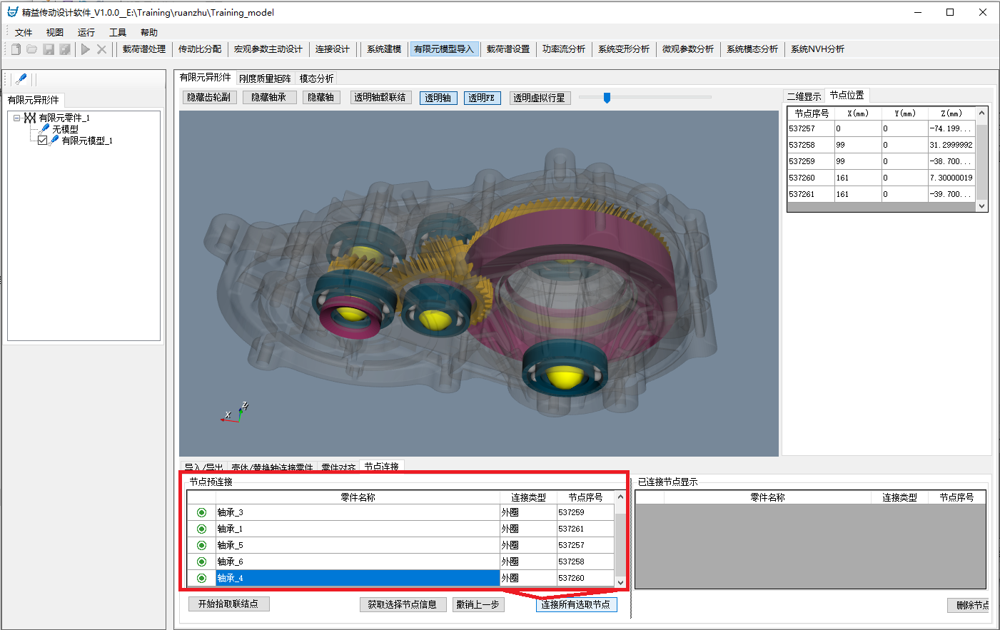 精益传动设计软件_V1.0.0__E:\Training\ruanzhu\Training_model
文件 视图 运行 工具 帮助
载荷谱处理 传动比分配 宏观参数主动设计 连接设计 系统建模 有限元模型导入 载荷谱设置 功率流分析 系统变形分析 微观参数分析 系统模态分析 系统NVH分析
有限元异形件
有限元零件_1
无模型
有限元模型_1
有限元异形件 刚度质量矩阵 模态分析
隐藏齿轮副 隐藏轴承 隐藏轴 透明轴毂联结 透明轴 透明FE 透明虚拟行星
X Z
二维显示 节点位置
节点序号 X(mm) Y(mm) Z(mm)
537257 0 0 -74.199...
537258 99 0 31.2999992
537259 99 0 -38.700...
537260 161 0 7.30000019
537261 161 0 -39.700...
导入/导出 壳体/替换轴连接零件 零件对齐 节点连接
节点预连接
零件名称 连接类型 节点序号
轴承_3 外圈 537259
轴承_1 外圈 537261
轴承_5 外圈 537257
轴承_6 外圈 537258
轴承_4 外圈 537260
开始拾取联结点 获取选择节点信息 撤销上一步 连接所有选取节点
已连接节点显示
零件名称 连接类型 节点序号
删除节点